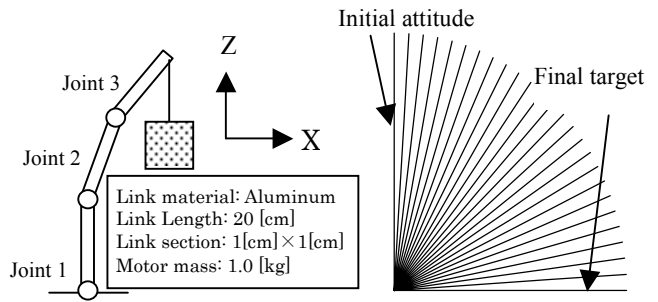 Initial attitude
Z
Joint 3
Final target
X
Joint 2
Link material: Aluminum
Link Length: 20 [cm]
Link section: 1[cm]×1[cm]
Motor mass: 1.0 [kg]
Joint 1